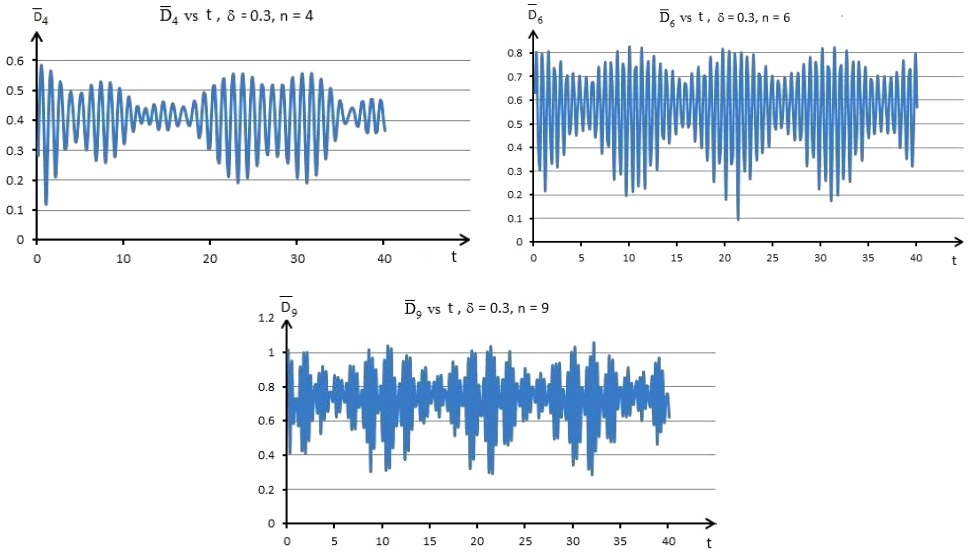 D̅₄
D̅₄ vs t , δ = 0.3, n = 4
0.6
0.5
0.4
0.3
0.2
0.1
0
0 10 20 30 40 t
D̅₆
D̅₆ vs t , δ = 0.3, n = 6
0.8
0.7
0.6
0.5
0.4
0.3
0.2
0.1
0
0 5 10 15 20 25 30 35 40 t
D̅₉
D̅₉ vs t , δ = 0.3, n = 9
1.2
1
0.8
0.6
0.4
0.2
0
0 5 10 15 20 25 30 35 40 t